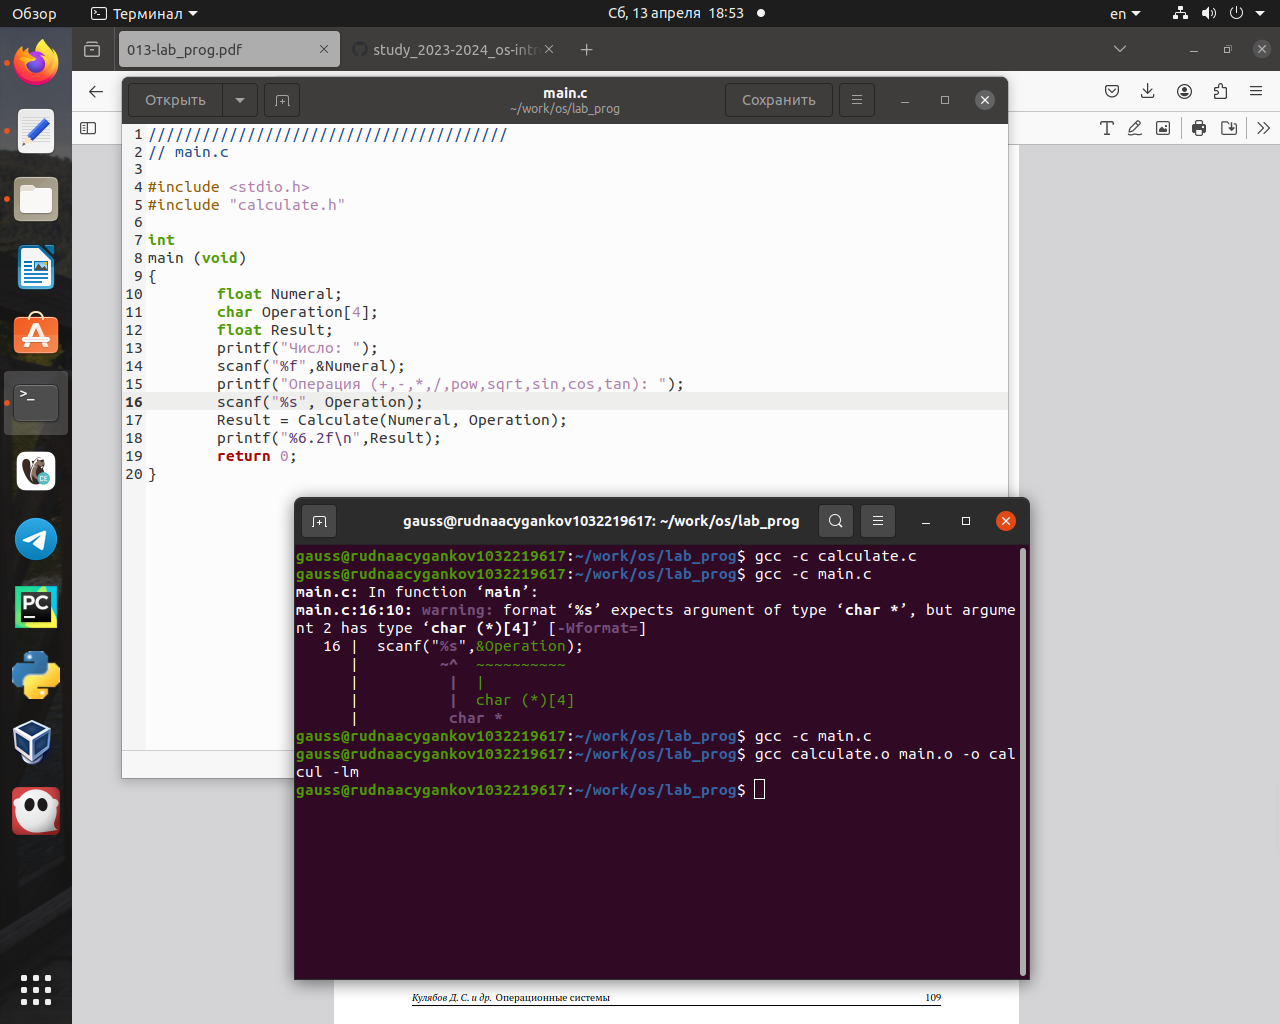 Обзор
Терминал
Сб, 13 апреля 18:53
en
013-lab_prog.pdf
study_2023-2024_os-intr
Открыть
main.c
~/work/os/lab_prog
Сохранить
1 ////////////////////////////////////////
2 // main.c
3
4 #include <stdio.h>
5 #include "calculate.h"
6
7 int
8 main (void)
9 {
10 float Numeral;
11 char Operation[4];
12 float Result;
13 printf("Число: ");
14 scanf("%f",&Numeral);
15 printf("Операция (+,-,*,/,pow,sqrt,sin,cos,tan): ");
16 scanf("%s", Operation);
17 Result = Calculate(Numeral, Operation);
18 printf("%6.2f\n",Result);
19 return 0;
20 }
gauss@rudnaacygankov1032219617: ~/work/os/lab_prog
gauss@rudnaacygankov1032219617:~/work/os/lab_prog$ gcc -c calculate.c
gauss@rudnaacygankov1032219617:~/work/os/lab_prog$ gcc -c main.c
main.c: In function ‘main’:
main.c:16:10: warning: format ‘%s’ expects argument of type ‘char *’, but argume
nt 2 has type ‘char (*)[4]’ [-Wformat=]
16 | scanf("%s",&Operation);
| ~^ ~~~~~~~~~~
| | |
| | char (*)[4]
| char *
gauss@rudnaacygankov1032219617:~/work/os/lab_prog$ gcc -c main.c
gauss@rudnaacygankov1032219617:~/work/os/lab_prog$ gcc calculate.o main.o -o cal
cul -lm
gauss@rudnaacygankov1032219617:~/work/os/lab_prog$
Кулябов Д. С. и др. Операционные системы 109